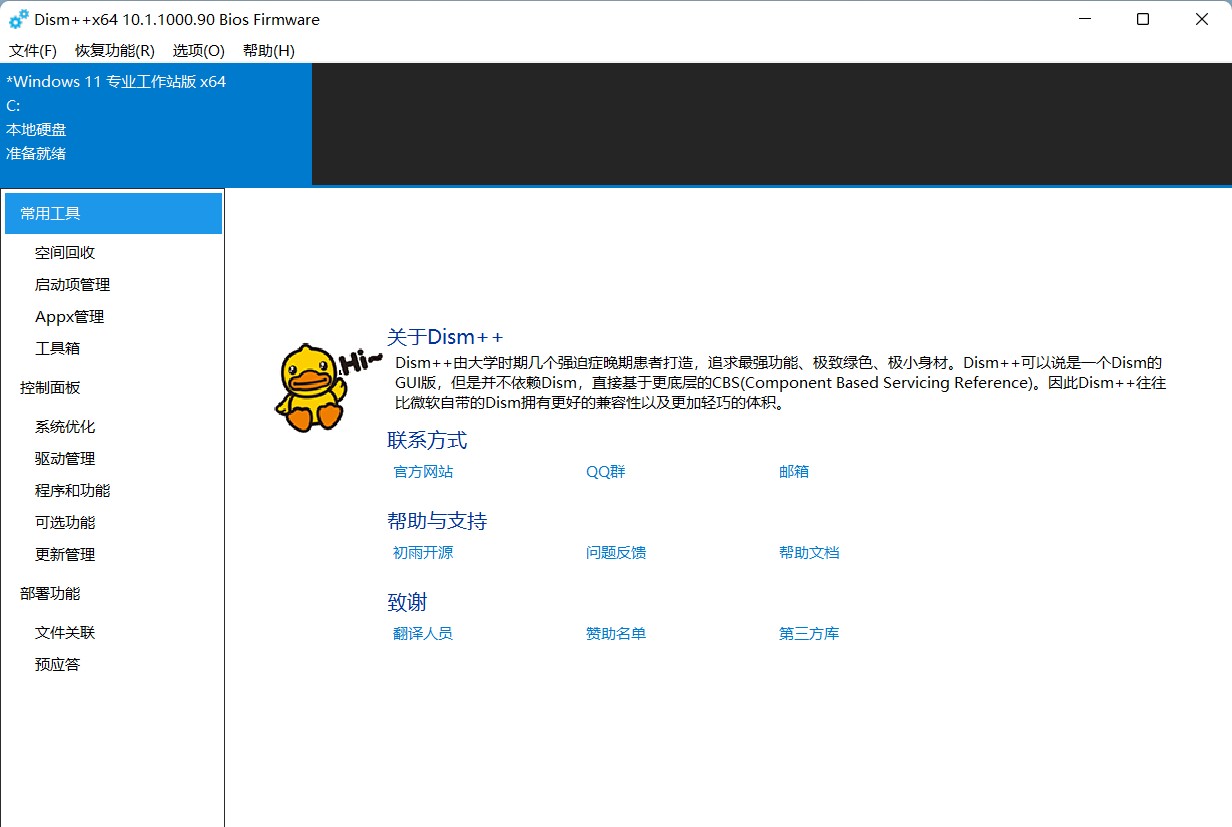 Dism++x64 10.1.1000.90 Bios Firmware
文件(F) 恢复功能(R) 选项(O) 帮助(H)
*Windows 11 专业工作站版 x64
C:
本地硬盘
准备就绪
常用工具
空间回收
启动项管理
Appx管理
工具箱
控制面板
系统优化
驱动管理
程序和功能
可选功能
更新管理
部署功能
文件关联
预应答
Hi~
关于Dism++
Dism++由大学时期几个强迫症晚期患者打造，追求最强功能、极致绿色、极小身材。Dism++可以说是一个Dism的
GUI版，但是并不依赖Dism，直接基于更底层的CBS(Component Based Servicing Reference)。因此Dism++往往
比微软自带的Dism拥有更好的兼容性以及更加轻巧的体积。
联系方式
官方网站 QQ群 邮箱
帮助与支持
初雨开源 问题反馈 帮助文档
致谢
翻译人员 赞助名单 第三方库